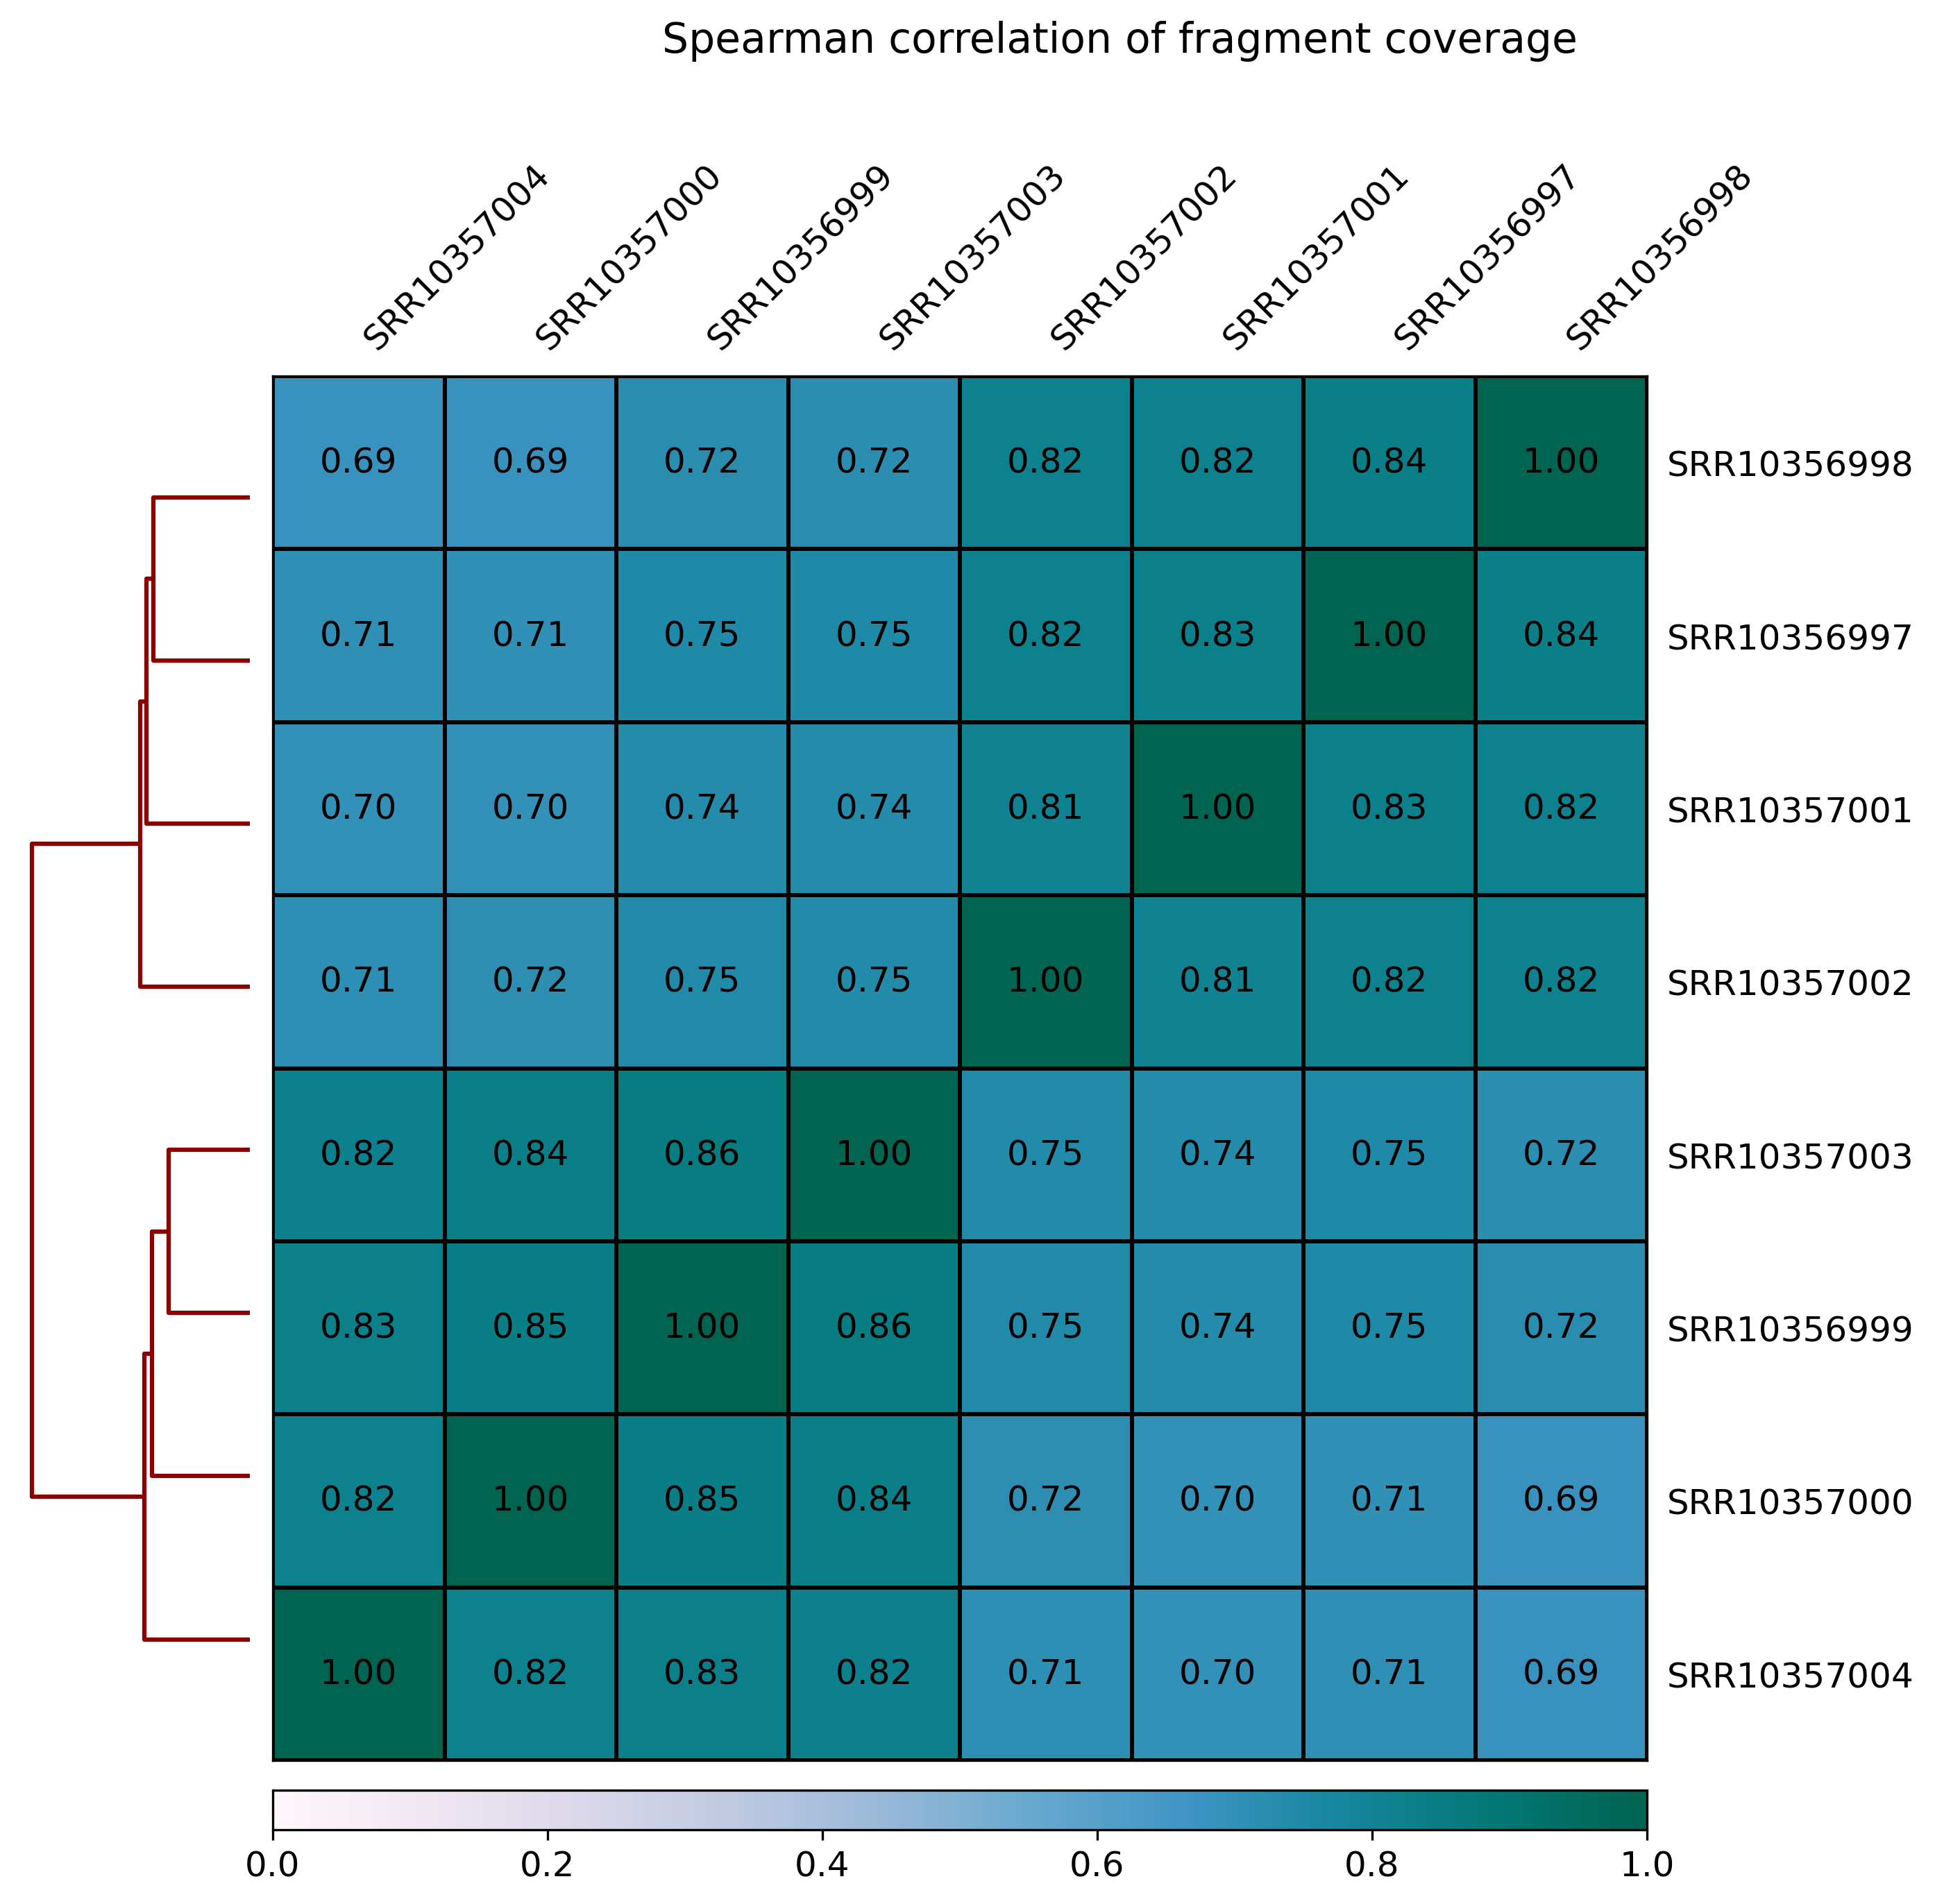 Spearman correlation of fragment coverage
SRR10357004 SRR10357000 SRR10356999 SRR10357003 SRR10357002 SRR10357001 SRR10356997 SRR10356998
0.69 0.69 0.72 0.72 0.82 0.82 0.84 1.00 SRR10356998
0.71 0.71 0.75 0.75 0.82 0.83 1.00 0.84 SRR10356997
0.70 0.70 0.74 0.74 0.81 1.00 0.83 0.82 SRR10357001
0.71 0.72 0.75 0.75 1.00 0.81 0.82 0.82 SRR10357002
0.82 0.84 0.86 1.00 0.75 0.74 0.75 0.72 SRR10357003
0.83 0.85 1.00 0.86 0.75 0.74 0.75 0.72 SRR10356999
0.82 1.00 0.85 0.84 0.72 0.70 0.71 0.69 SRR10357000
1.00 0.82 0.83 0.82 0.71 0.70 0.71 0.69 SRR10357004
0.0 0.2 0.4 0.6 0.8 1.0